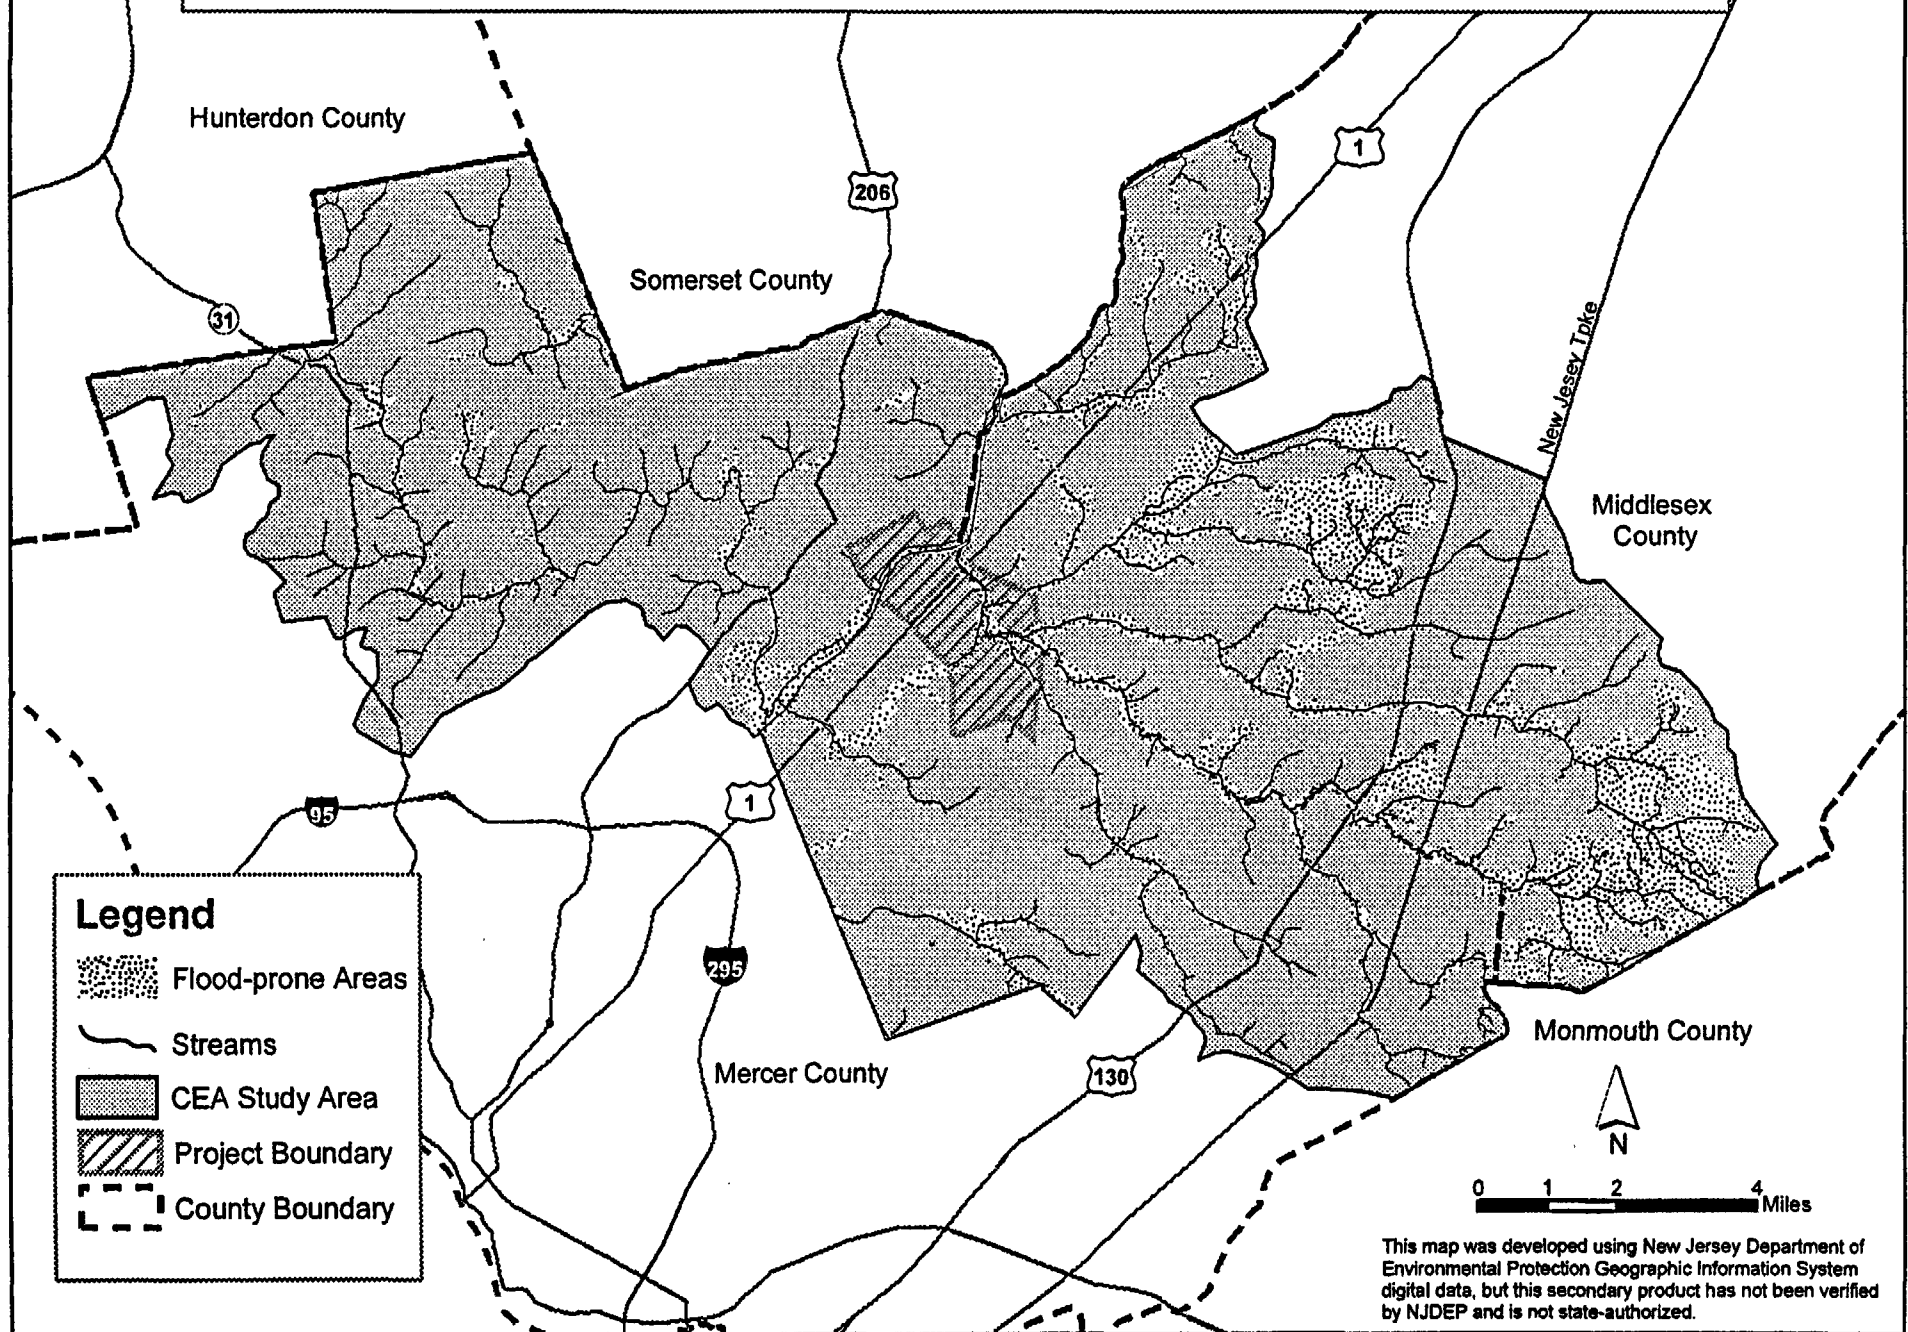 Hunterdon County
1
206
Somerset County
31
New Jesey Tpke
Middlesex
County
95
1
Legend
Flood-prone Areas
295
Streams
Monmouth County
Mercer County
130
CEA Study Area
N
Project Boundary
0 1 2 4
Miles
County Boundary
This map was developed using New Jersey Department of
Environmental Protection Geographic Information System
digital data, but this secondary product has not been verified
by NJDEP and is not state-authorized.